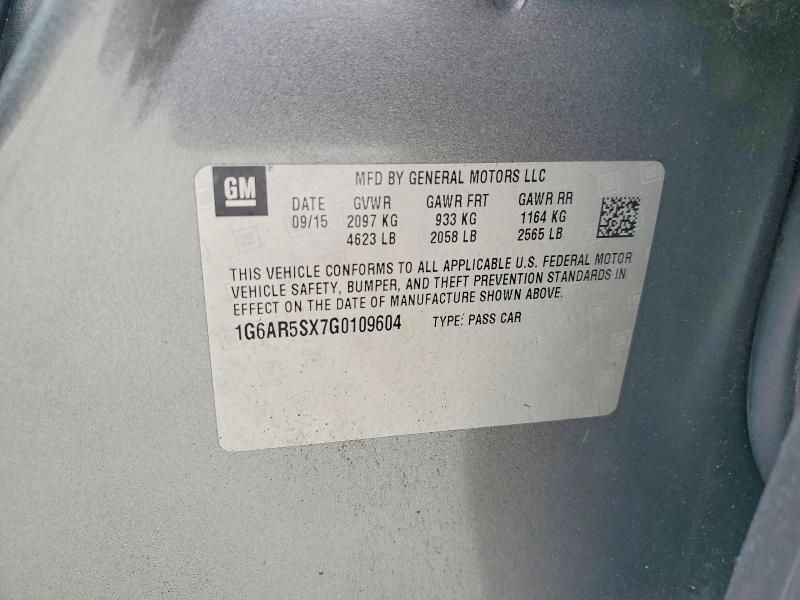 GM
MFD BY GENERAL MOTORS LLC
DATE GVWR GAWR FRT GAWR RR
09/15 2097 KG 933 KG 1164 KG
4623 LB 2058 LB 2565 LB
THIS VEHICLE CONFORMS TO ALL APPLICABLE U.S. FEDERAL MOTOR
VEHICLE SAFETY, BUMPER, AND THEFT PREVENTION STANDARDS IN
EFFECT ON THE DATE OF MANUFACTURE SHOWN ABOVE.
1G6AR5SX7G0109604 TYPE: PASS CAR